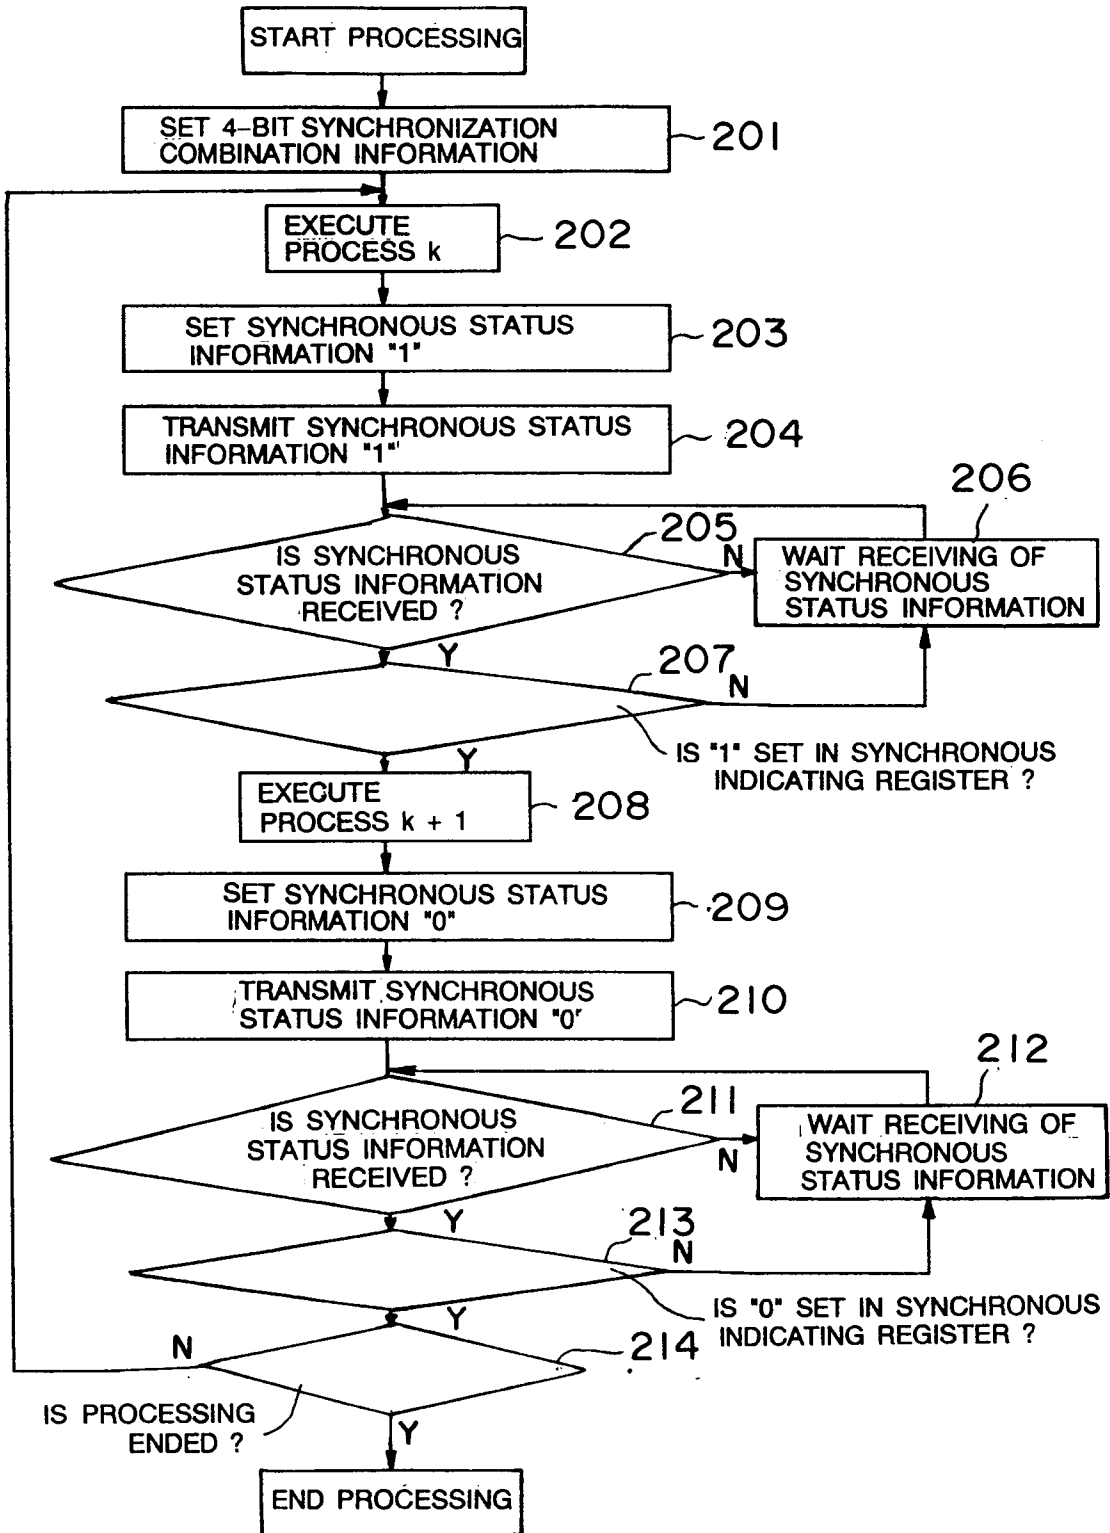 START PROCESSING
SET 4-BIT SYNCHRONIZATION
COMBINATION INFORMATION
201
EXECUTE
PROCESS k
202
SET SYNCHRONOUS STATUS
INFORMATION "1"
203
TRANSMIT SYNCHRONOUS STATUS
INFORMATION "1"
204
206
205
IS SYNCHRONOUS
STATUS INFORMATION
RECEIVED ?
N
WAIT RECEIVING OF
SYNCHRONOUS
STATUS INFORMATION
Y
207
N
IS "1" SET IN SYNCHRONOUS
INDICATING REGISTER ?
Y
EXECUTE
PROCESS k + 1
208
SET SYNCHRONOUS STATUS
INFORMATION "0"
209
TRANSMIT SYNCHRONOUS
STATUS INFORMATION "0"
210
212
211
IS SYNCHRONOUS
STATUS INFORMATION
RECEIVED ?
N
WAIT RECEIVING OF
SYNCHRONOUS
STATUS INFORMATION
Y
213
N
IS "0" SET IN SYNCHRONOUS
INDICATING REGISTER ?
Y
N
214
IS PROCESSING
ENDED ?
Y
END PROCESSING